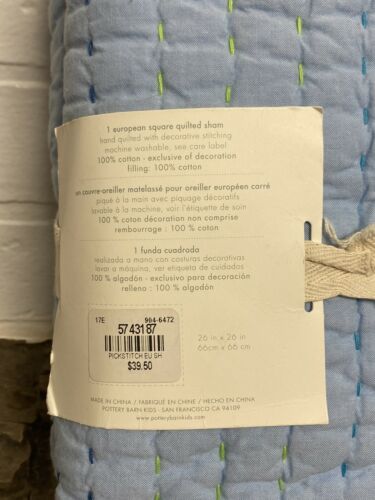 1 european square quilted sham
hand quilted with decorative stitching
machine washable, see care label
100% cotton - exclusive of decoration
filling: 100% cotton
un couvre-oreiller matelassé pour oreiller européen carré
piqué à la main avec piquage décoratifs
lavable à la machine, voir l'étiquette de soin
100 % cotton décoration non comprise
rembourrage : 100 % coton
1 funda cuadrada
realizada a mano con costuras decorativas
lavar a máquina, ver etiqueta de cuidados
100 % algodón - exclusivo para decoración
relleno : 100 % algodón
17E 904-6472
5743187
PICKSTITCH EU SH
$39.50
26 in x 26 in
66cm x 66 cm
MADE IN CHINA / FABRIQUÉ EN CHINE / HECHO EN CHINA
POTTERY BARN KIDS - SAN FRANCISCO CA 94109
www.potterybarnkids.com